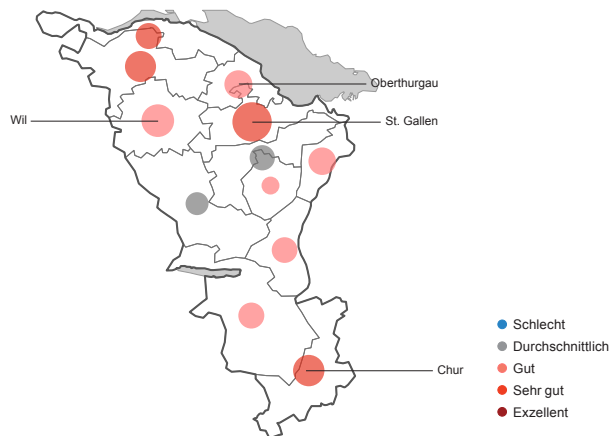 Oberthurgau
Wil
St. Gallen
Chur
Schlecht
Durchschnittlich
Gut
Sehr gut
Exzellent